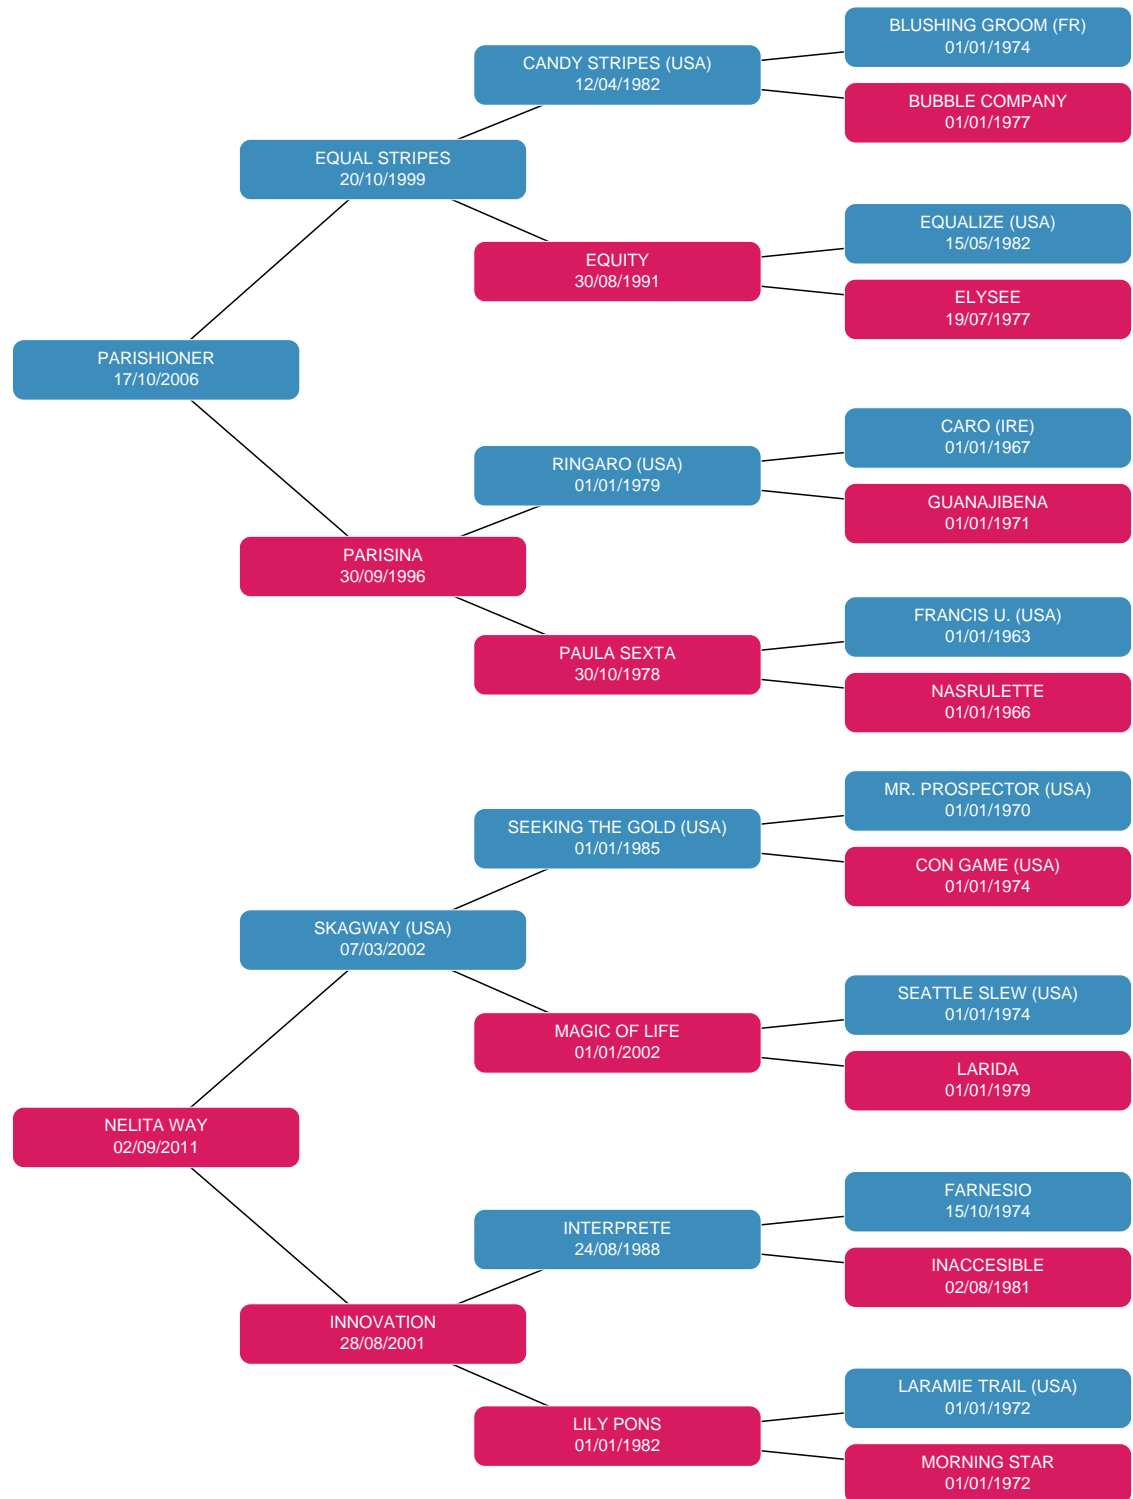 BLUSHING GROOM (FR)
01/01/1974
CANDY STRIPES (USA)
12/04/1982
BUBBLE COMPANY
01/01/1977
EQUAL STRIPES
20/10/1999
EQUALIZE (USA)
15/05/1982
EQUITY
30/08/1991
ELYSEE
19/07/1977
PARISHIONER
17/10/2006
CARO (IRE)
01/01/1967
RINGARO (USA)
01/01/1979
GUANAJIBENA
01/01/1971
PARISINA
30/09/1996
FRANCIS U. (USA)
01/01/1963
PAULA SEXTA
30/10/1978
NASRULETTE
01/01/1966
MR. PROSPECTOR (USA)
01/01/1970
SEEKING THE GOLD (USA)
01/01/1985
CON GAME (USA)
01/01/1974
SKAGWAY (USA)
07/03/2002
SEATTLE SLEW (USA)
01/01/1974
MAGIC OF LIFE
01/01/2002
LARIDA
01/01/1979
NELITA WAY
02/09/2011
FARNESIO
15/10/1974
INTERPRETE
24/08/1988
INACCESIBLE
02/08/1981
INNOVATION
28/08/2001
LARAMIE TRAIL (USA)
01/01/1972
LILY PONS
01/01/1982
MORNING STAR
01/01/1972